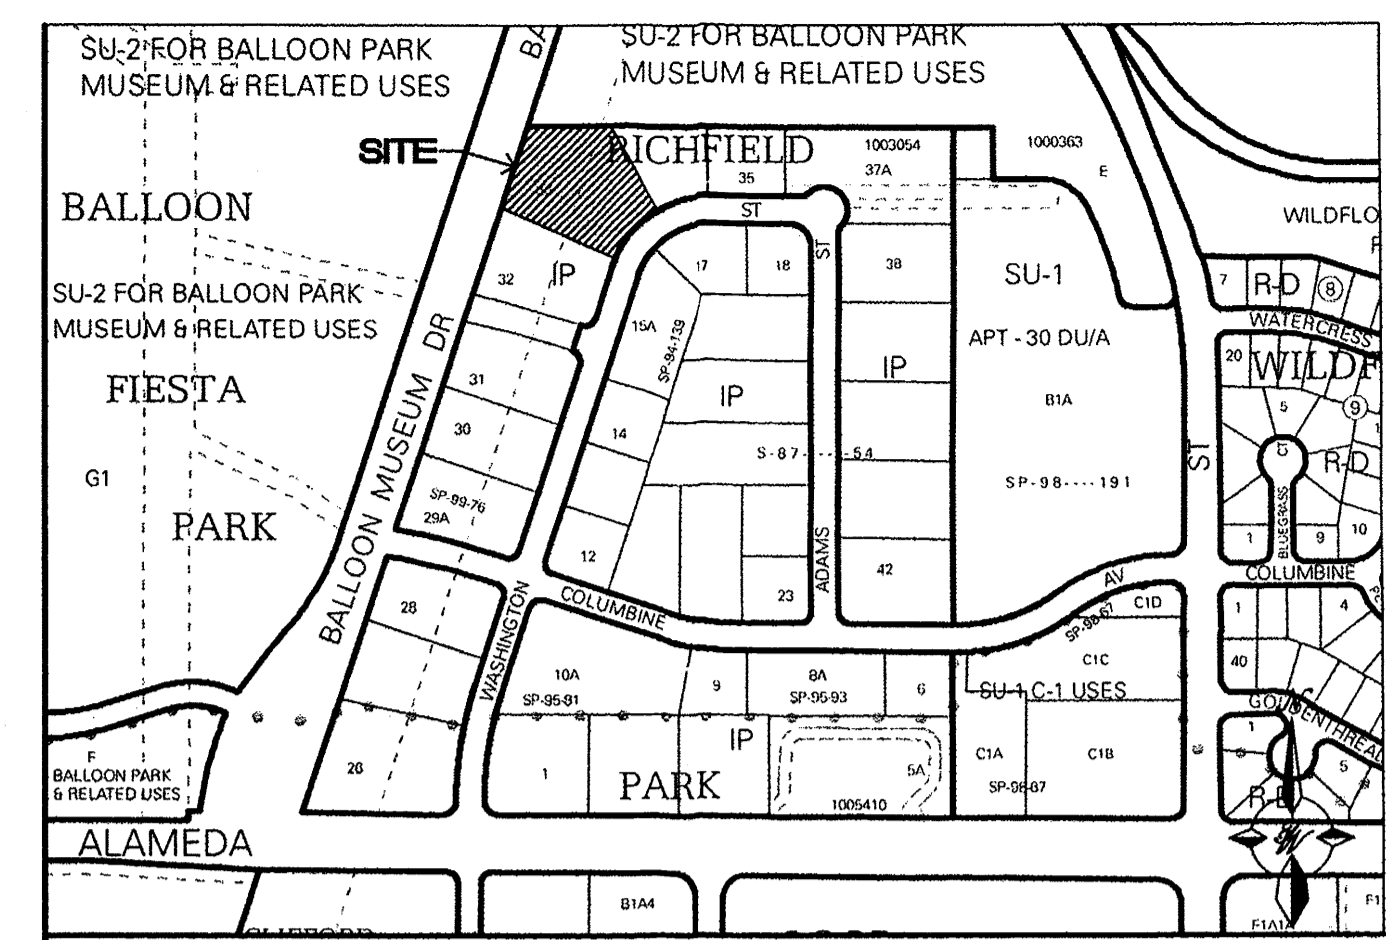 SU-2 FOR BALLOON PARK
MUSEUM & RELATED USES
BA
SU-2 FOR BALLOON PARK
MUSEUM & RELATED USES
SITE
RICHFIELD
1003054
37A
35
1000363
E
BALLOON
ST
WILDFLO
ST
32
IP
17
18
38
SU-1
7
R-D
8
SU-2 FOR BALLOON PARK
MUSEUM & RELATED USES
WATERCRESS
15A
SP-94-139
APT - 30 DU/A
20
WILDF
FIESTA
31
IP
IP
B1A
5
9
30
14
S-87-----54
ST
CT
R-D
G1
SP-99-76
29A
SP-98----191
BLUEGRASS
PARK
BALLOON MUSEUM DR
12
ADAMS
42
1
9
10
COLUMBINE
AV
28
WASHINGTON
COLUMBINE
23
C1D
SP-98-67
1
4
10A
SP-95-81
9
8A
SP-95-93
6
C1C
SU-1 C-1 USES
40
GOLDENTHREAD
F
BALLOON PARK
& RELATED USES
26
1
IP
PARK
5A
1005410
C1A
C1B
1
5
R-D
ALAMEDA
B1A4
F1A1A
F1